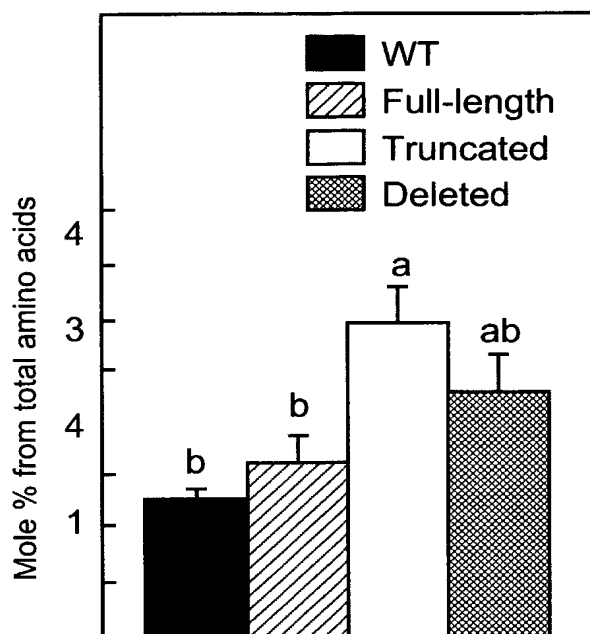 WT
Full-length
Truncated
Deleted
Mole % from total amino acids
4
3
4
1
b
b
a
ab